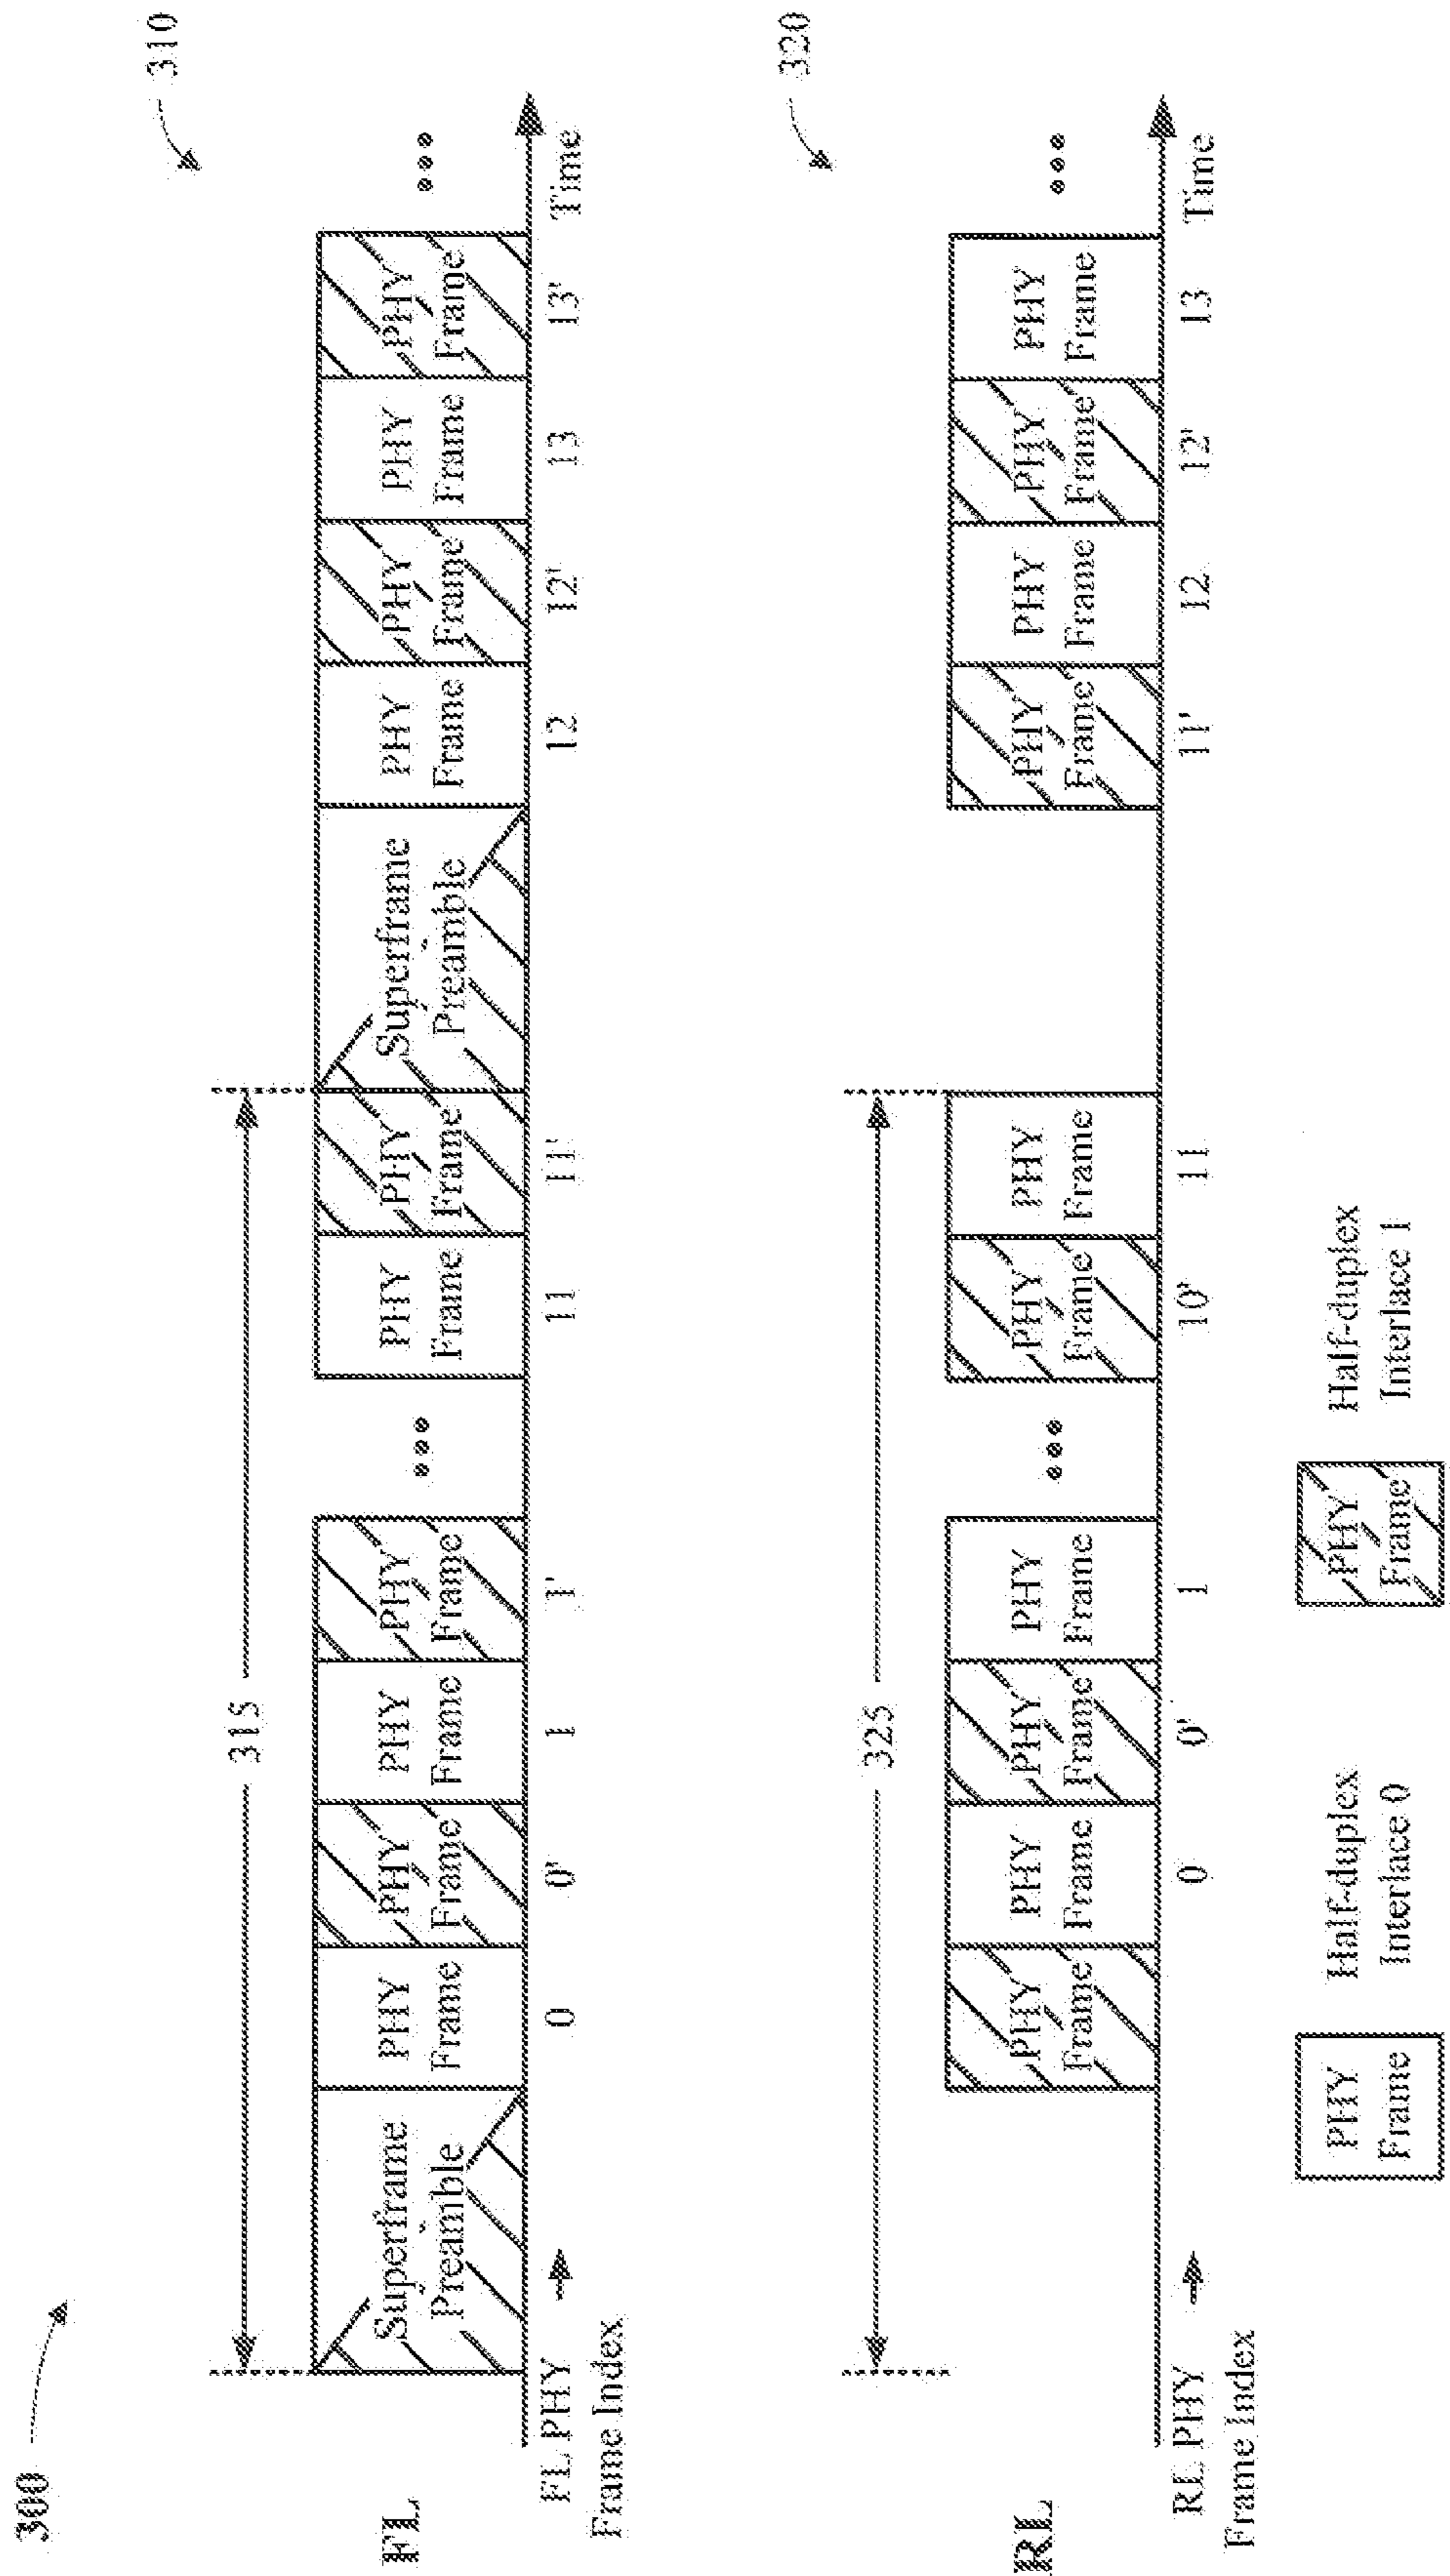 300
310
315
FL
Superframe
Preamble
PHY
Frame
PHY
Frame
PHY
Frame
PHY
Frame
•••
PHY
Frame
PHY
Frame
Superframe
Preamble
PHY
Frame
PHY
Frame
PHY
Frame
PHY
Frame
•••
FL PHY
Frame Index
0
0'
1
1'
11
11'
12
12'
13
13'
Time
320
325
RL
PHY
Frame
PHY
Frame
PHY
Frame
PHY
Frame
•••
PHY
Frame
PHY
Frame
PHY
Frame
PHY
Frame
PHY
Frame
PHY
Frame
•••
RL PHY
Frame Index
0
0'
1
10'
11
11'
12
12'
13
Time
PHY
Frame
Half-duplex
Interlace 0
PHY
Frame
Half-duplex
Interlace 1